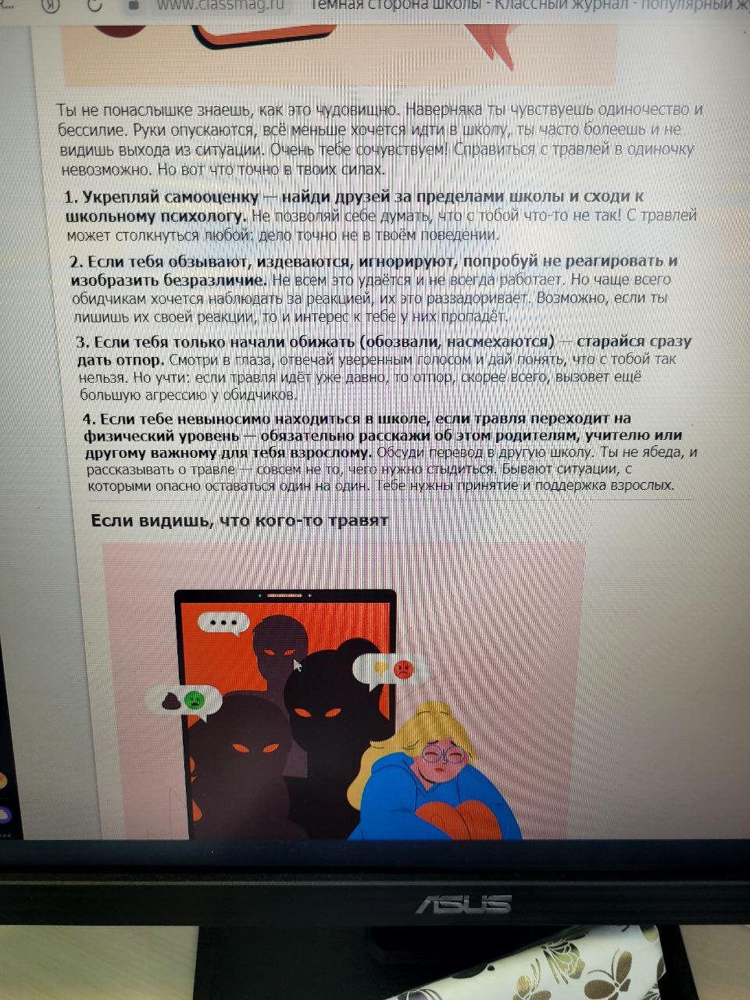 www.classmag.ru Тёмная сторона школы - Классный журнал - популярный
Ты не понаслышке знаешь, как это чудовищно. Наверняка ты чувствуешь одиночество и
бессилие. Руки опускаются, всё меньше хочется идти в школу, ты часто болеешь и не
видишь выхода из ситуации. Очень тебе сочувствуем! Справиться с травлей в одиночку
невозможно. Но вот что точно в твоих силах.
1. Укрепляй самооценку — найди друзей за пределами школы и сходи к
школьному психологу. Не позволяй себе думать, что с тобой что-то не так! С травлей
может столкнуться любой: дело точно не в твоём поведении.
2. Если тебя обзывают, издеваются, игнорируют, попробуй не реагировать и
изобразить безразличие. Не всем это удаётся и не всегда работает. Но чаще всего
обидчикам хочется наблюдать за реакцией, их это раззадоривает. Возможно, если ты
лишишь их своей реакции, то и интерес к тебе у них пропадёт.
3. Если тебя только начали обижать (обозвали, насмехаются) — старайся сразу
дать отпор. Смотри в глаза, отвечай уверенным голосом и дай понять, что с тобой так
нельзя. Но учти: если травля идёт уже давно, то отпор, скорее всего, вызовет ещё
большую агрессию у обидчиков.
4. Если тебе невыносимо находиться в школе, если травля переходит на
физический уровень — обязательно расскажи об этом родителям, учителю или
другому важному для тебя взрослому. Обсуди перевод в другую школу. Ты не ябеда, и
рассказывать о травле — совсем не то, чего нужно стыдиться. Бывают ситуации, с
которыми опасно оставаться один на один. Тебе нужны принятие и поддержка взрослых.
Если видишь, что кого-то травят
ASUS